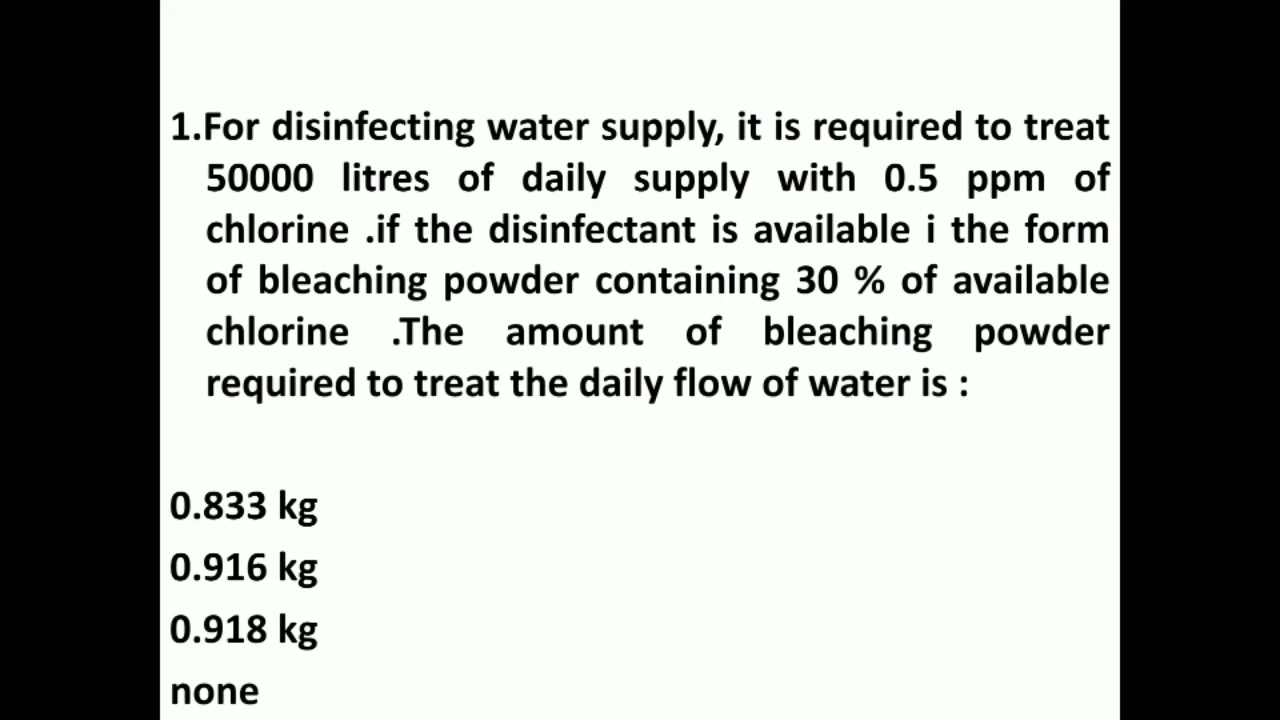 1.For disinfecting water supply, it is required to treat
50000 litres of daily supply with 0.5 ppm of
chlorine .if the disinfectant is available i the form
of bleaching powder containing 30 % of available
chlorine .The amount of bleaching powder
required to treat the daily flow of water is :
0.833 kg
0.916 kg
0.918 kg
none